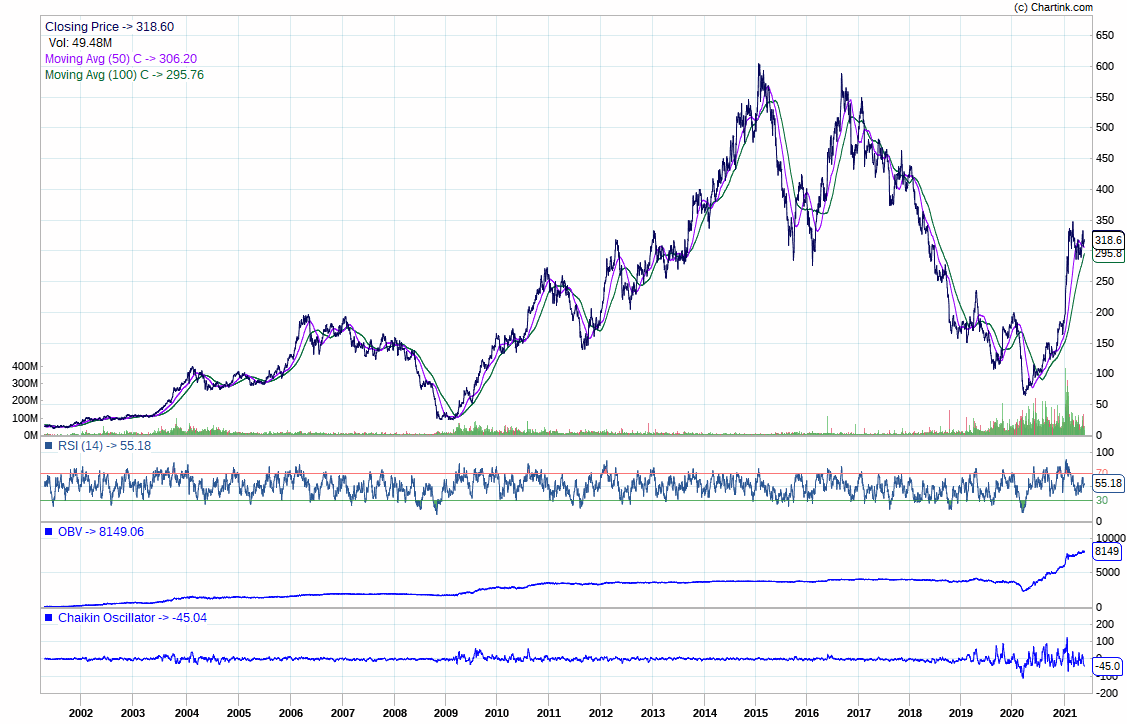 (c) Chartink.com
Closing Price -> 318.60
Vol: 49.48M
Moving Avg (50) C -> 306.20
Moving Avg (100) C -> 295.76
650
600
550
500
450
400
350
318.6
295.8
250
200
150
100
50
0
400M
300M
200M
100M
0M
RSI (14) -> 55.18
100
70
55.18
30
0
OBV -> 8149.06
10000
8149
5000
0
Chaikin Oscillator -> -45.04
200
100
-45.0
-100
-200
2002 2003 2004 2005 2006 2007 2008 2009 2010 2011 2012 2013 2014 2015 2016 2017 2018 2019 2020 2021